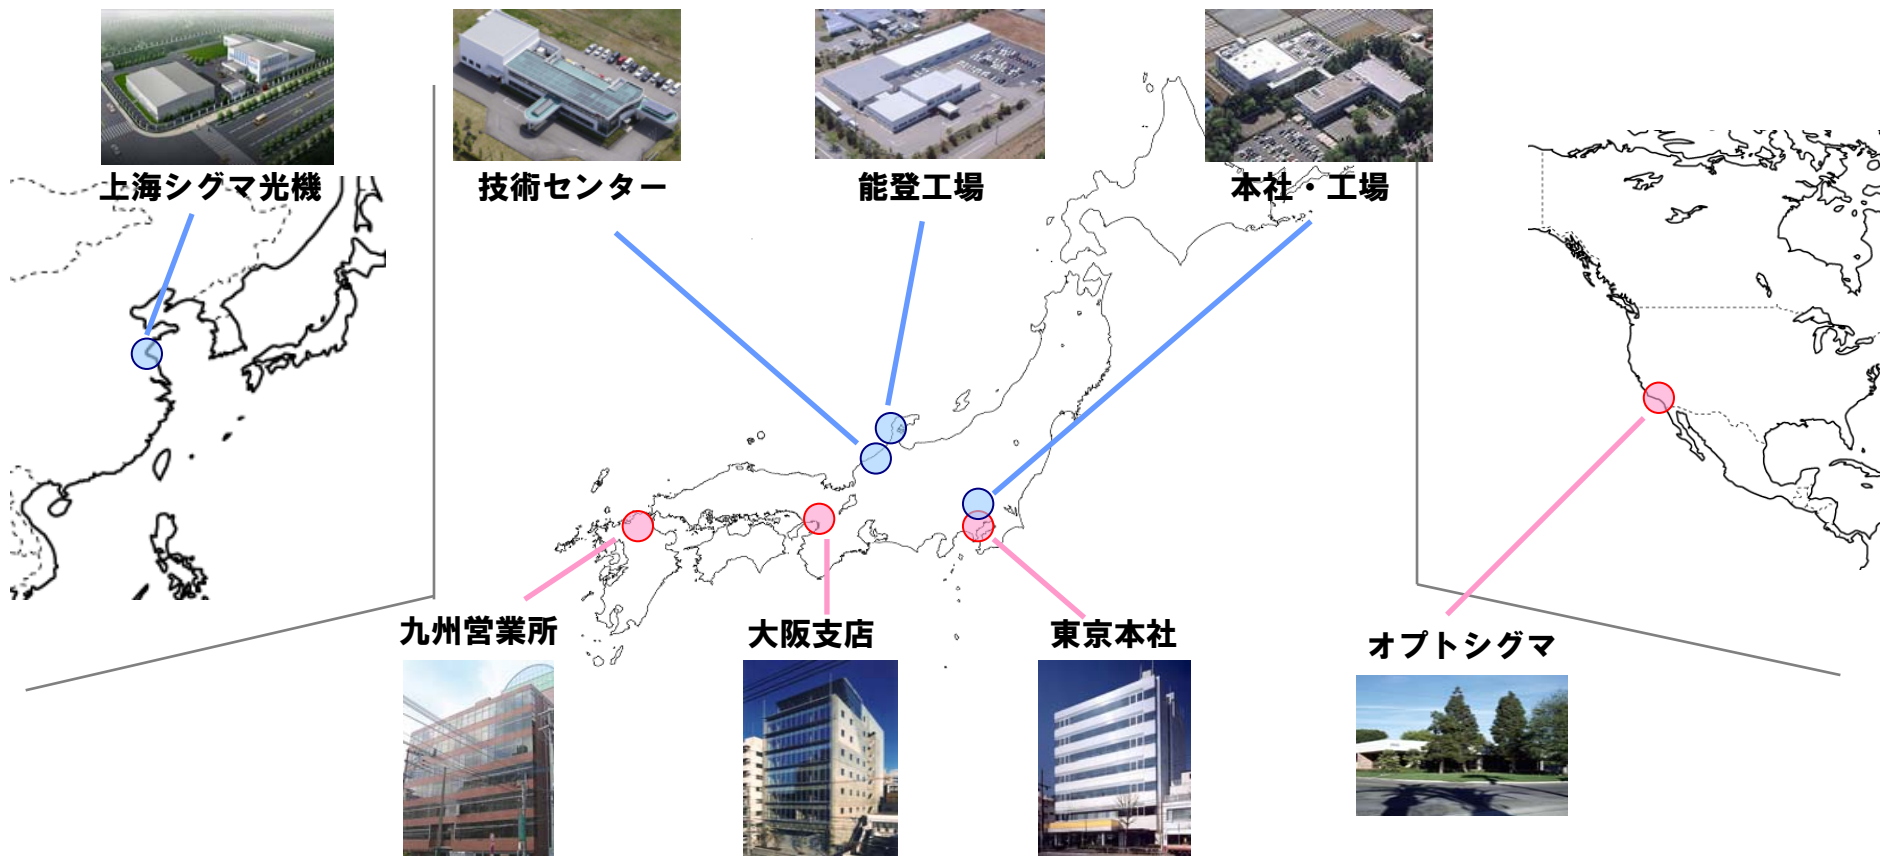 上海シグマ光機
技術センター
能登工場
本社・工場
九州営業所
大阪支店
東京本社
オプトシグマ